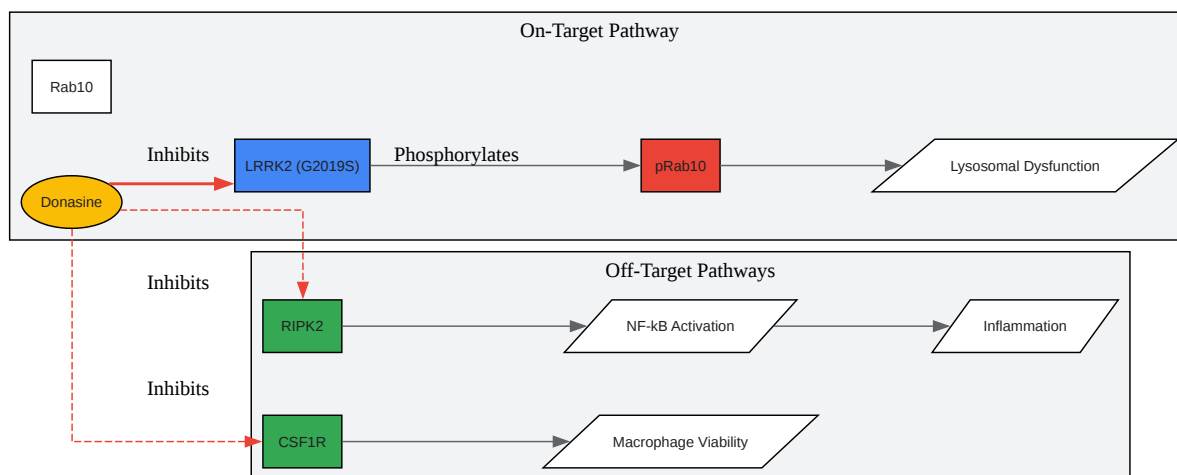 On-Target Pathway
Rab10
Inhibits
LRRK2 (G2019S)
Phosphorylates
pRab10
Lysosomal Dysfunction
Donasine
Inhibits
Off-Target Pathways
RIPK2
NF-kB Activation
Inflammation
Inhibits
CSF1R
Macrophage Viability